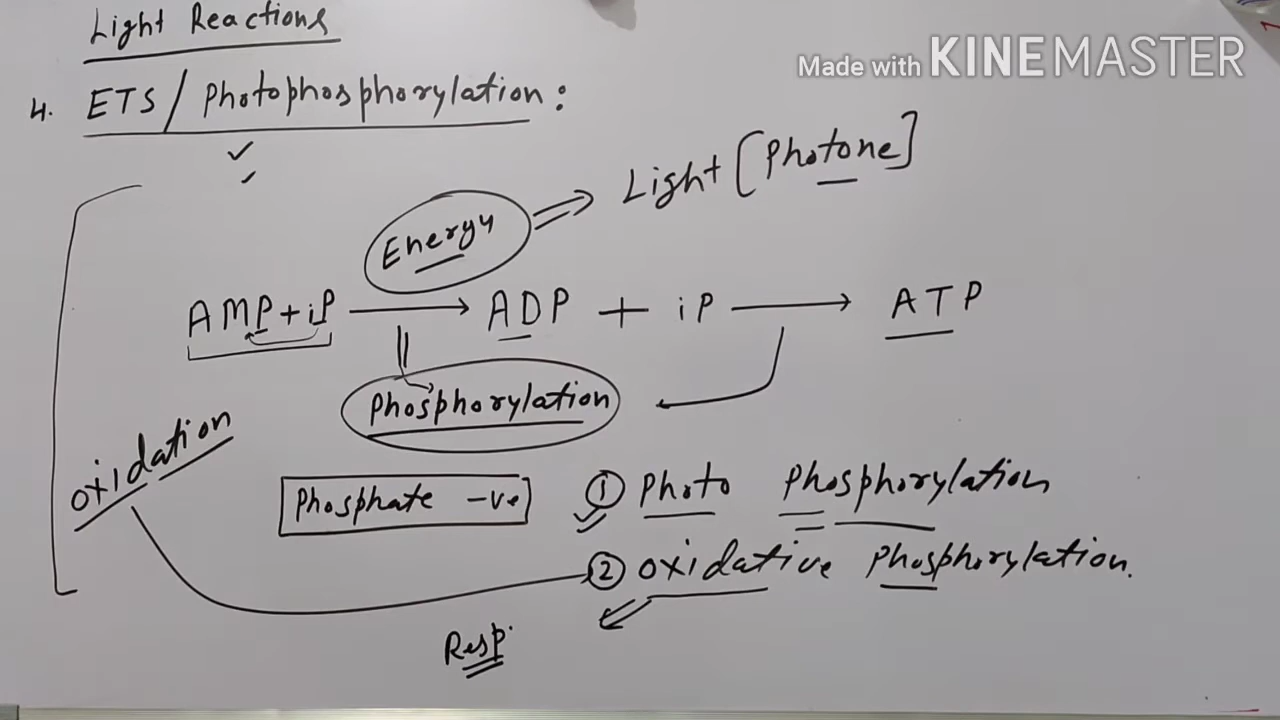 Light Reactions
Made with KINEMASTER
4. ETS / Photophosphorylation :
Light [Photone]
Energy
AMP + iP → ADP + iP → ATP
Phosphorylation
oxidation
Phosphate -ve
① Photo Phosphorylation
② oxidative Phosphorylation.
Resp.